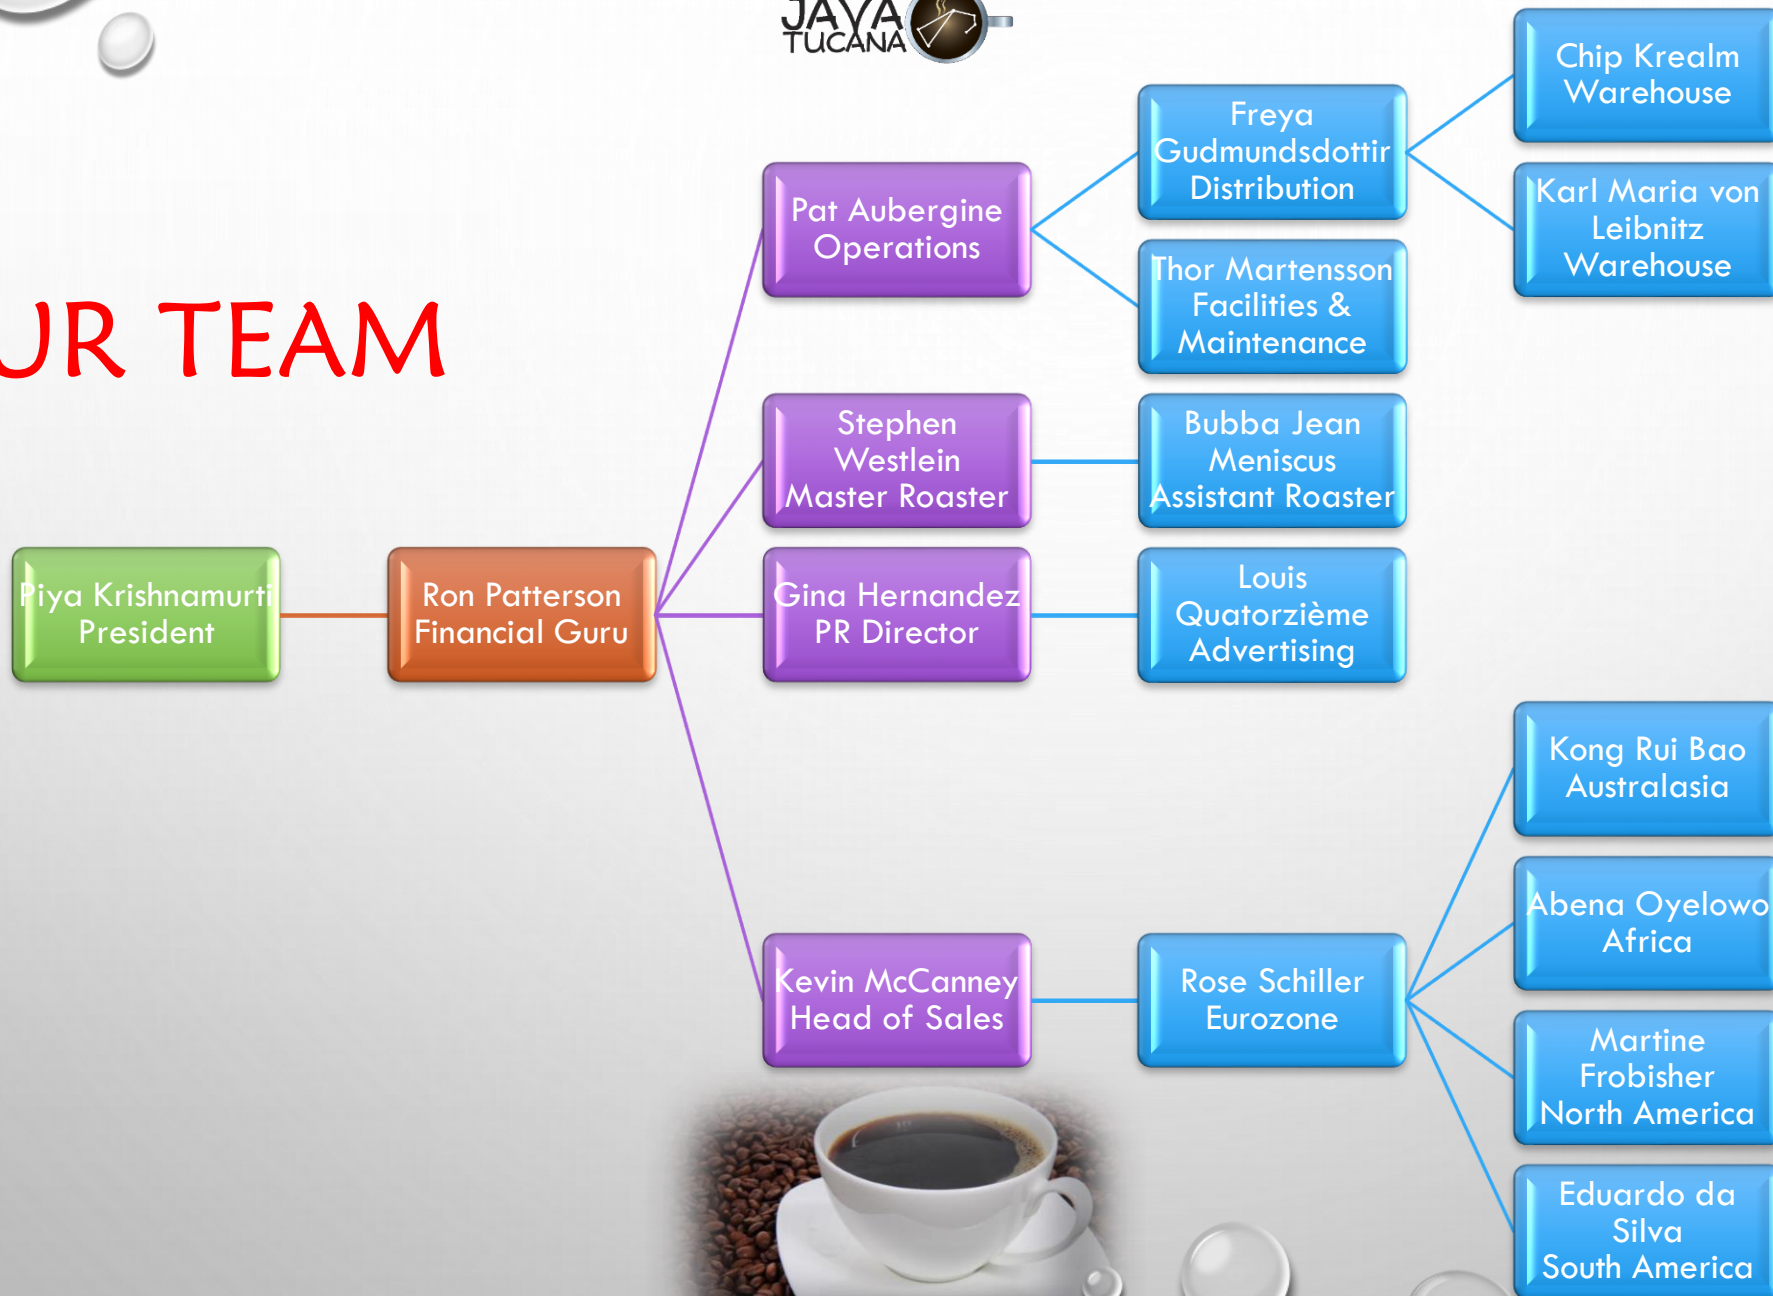 JAVA
TUCANA
UR TEAM
Piya Krishnamurti
President
Ron Patterson
Financial Guru
Pat Aubergine
Operations
Freya
Gudmundsdottir
Distribution
Chip Krealm
Warehouse
Karl Maria von
Leibnitz
Warehouse
Thor Martensson
Facilities &
Maintenance
Stephen
Westlein
Master Roaster
Bubba Jean
Meniscus
Assistant Roaster
Gina Hernandez
PR Director
Louis
Quatorzième
Advertising
Kevin McCanney
Head of Sales
Rose Schiller
Eurozone
Kong Rui Bao
Australasia
Abena Oyelowo
Africa
Martine
Frobisher
North America
Eduardo da
Silva
South America